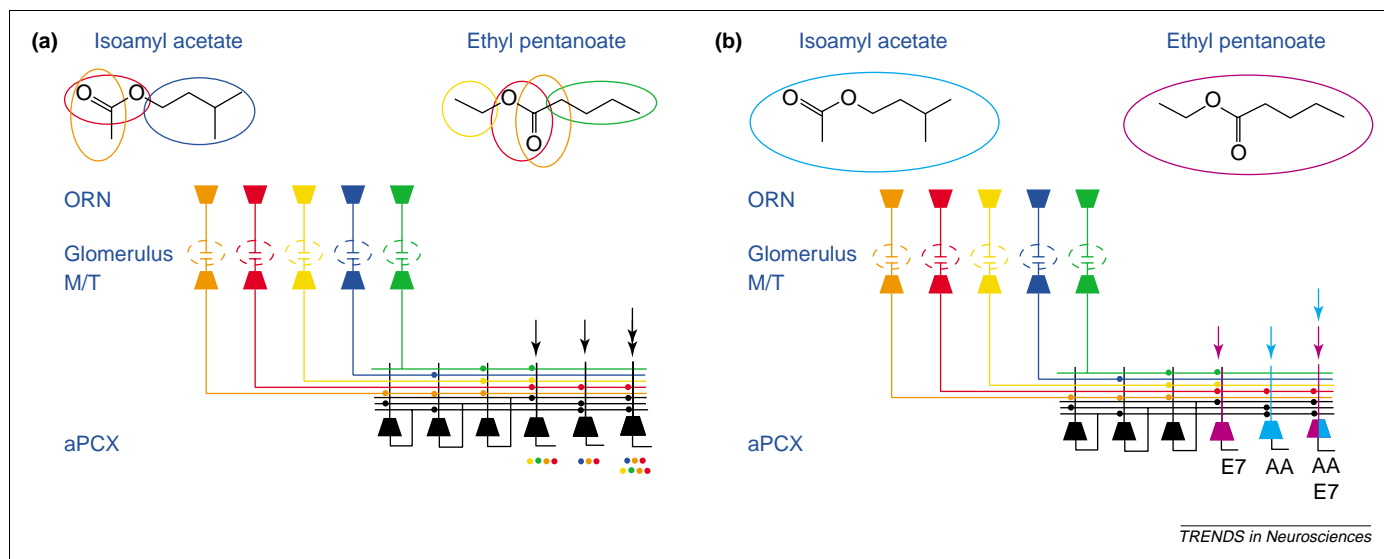 (a)
Isoamyl acetate
Ethyl pentanoate
O
O
O
O
ORN
Glomerulus
M/T
aPCX
(b)
Isoamyl acetate
Ethyl pentanoate
O
O
O
O
ORN
Glomerulus
M/T
aPCX
E7
AA
AA
E7
TRENDS in Neurosciences